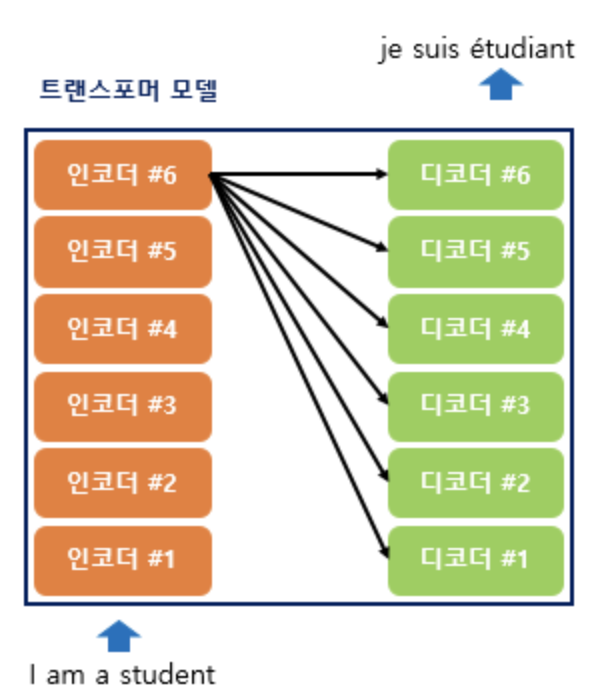 je suis étudiant
트랜스포머 모델
인코더 #6
디코더 #6
인코더 #5
디코더 #5
인코더 #4
디코더 #4
인코더 #3
디코더 #3
인코더 #2
디코더 #2
인코더 #1
디코더 #1
I am a student